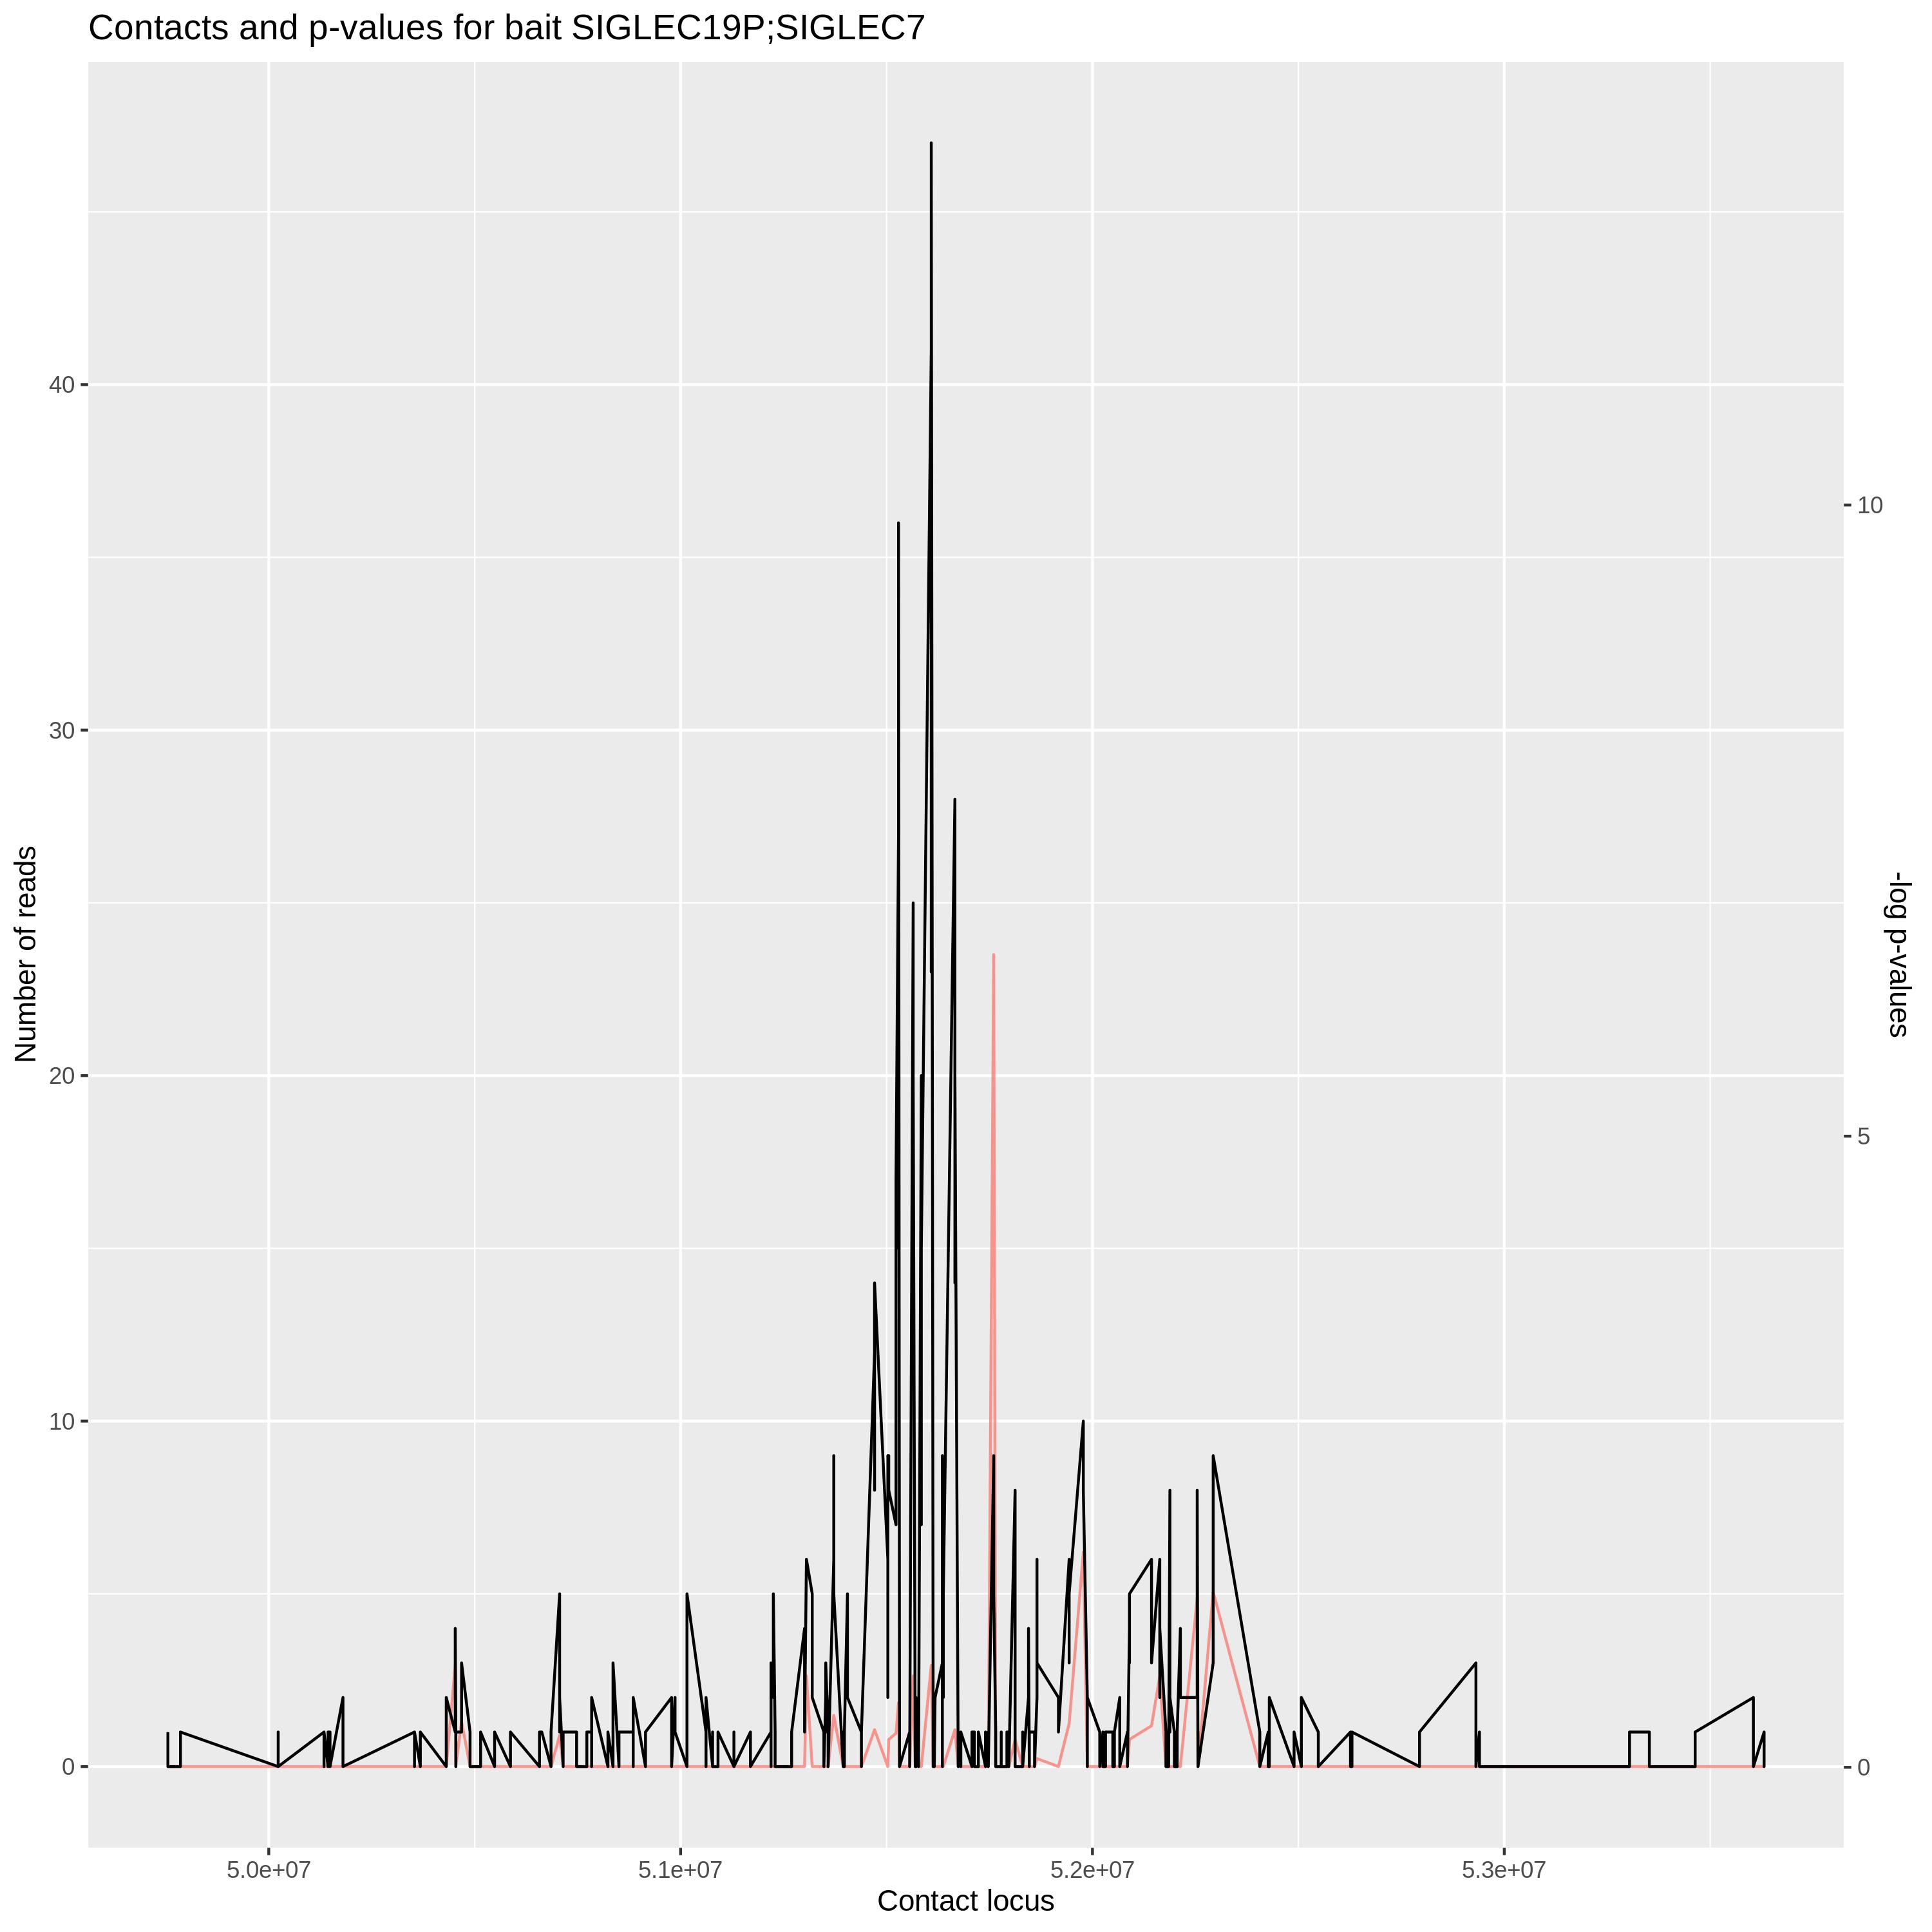 Contacts and p-values for bait SIGLEC19P;SIGLEC7
40
30
20
10
0
Number of reads
10
5
0
-log p-values
5.0e+07 5.1e+07 5.2e+07 5.3e+07
Contact locus